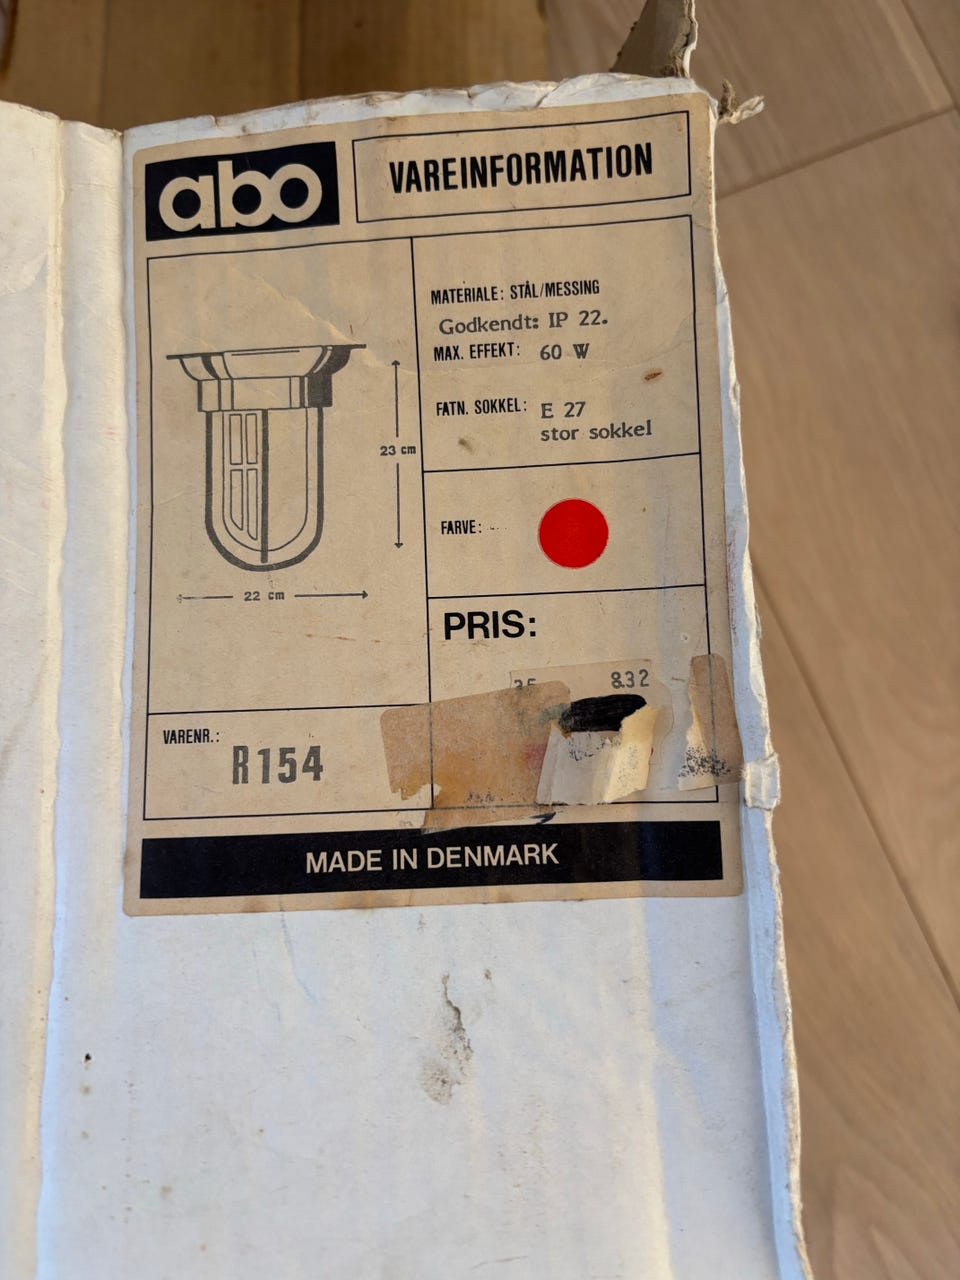 abo
VAREINFORMATION
MATERIALE: STÅL/MESSING
Godkendt: IP 22.
MAX. EFFEKT: 60 W
FATN. SOKKEL: E 27
stor sokkel
23 cm
22 cm
FARVE:
PRIS:
832
VARENR.:
R154
MADE IN DENMARK